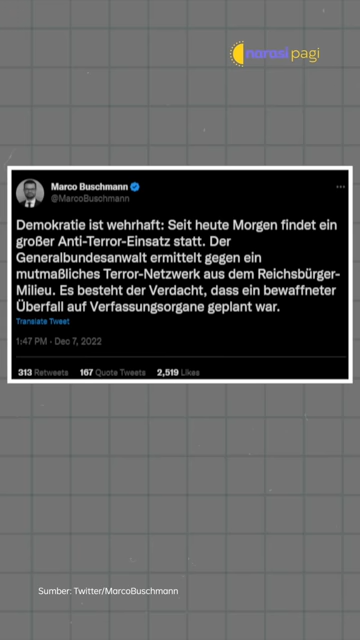 narasi pagi
Marco Buschmann
@MarcoBuschmann
Demokratie ist wehrhaft: Seit heute Morgen findet ein
großer Anti-Terror-Einsatz statt. Der
Generalbundesanwalt ermittelt gegen ein
mutmaßliches Terror-Netzwerk aus dem Reichsbürger-
Milieu. Es besteht der Verdacht, dass ein bewaffneter
Überfall auf Verfassungsorgane geplant war.
Translate Tweet
1:47 PM · Dec 7, 2022
313 Retweets 167 Quote Tweets 2,519 Likes
Sumber: Twitter/MarcoBuschmann